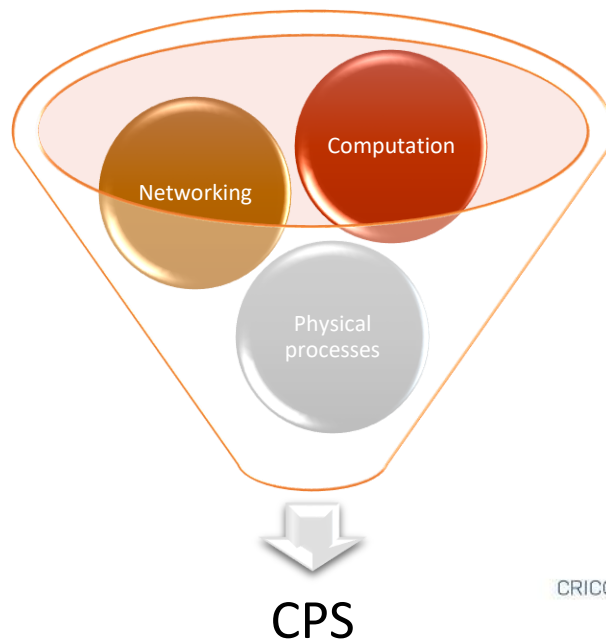 Computation
Networking
Physical
processes
CPS